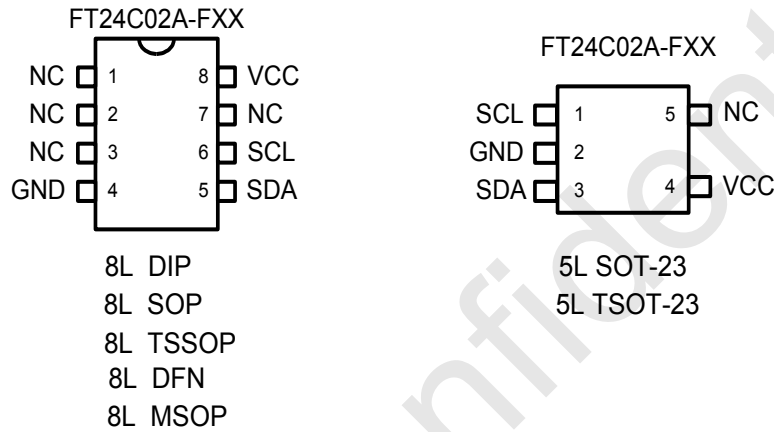 FT24C02A-FXX
NC 1 8 VCC
NC 2 7 NC
NC 3 6 SCL
GND 4 5 SDA
8L DIP
8L SOP
8L TSSOP
8L DFN
8L MSOP
FT24C02A-FXX
SCL 1 5 NC
GND 2
SDA 3 4 VCC
5L SOT-23
5L TSOT-23